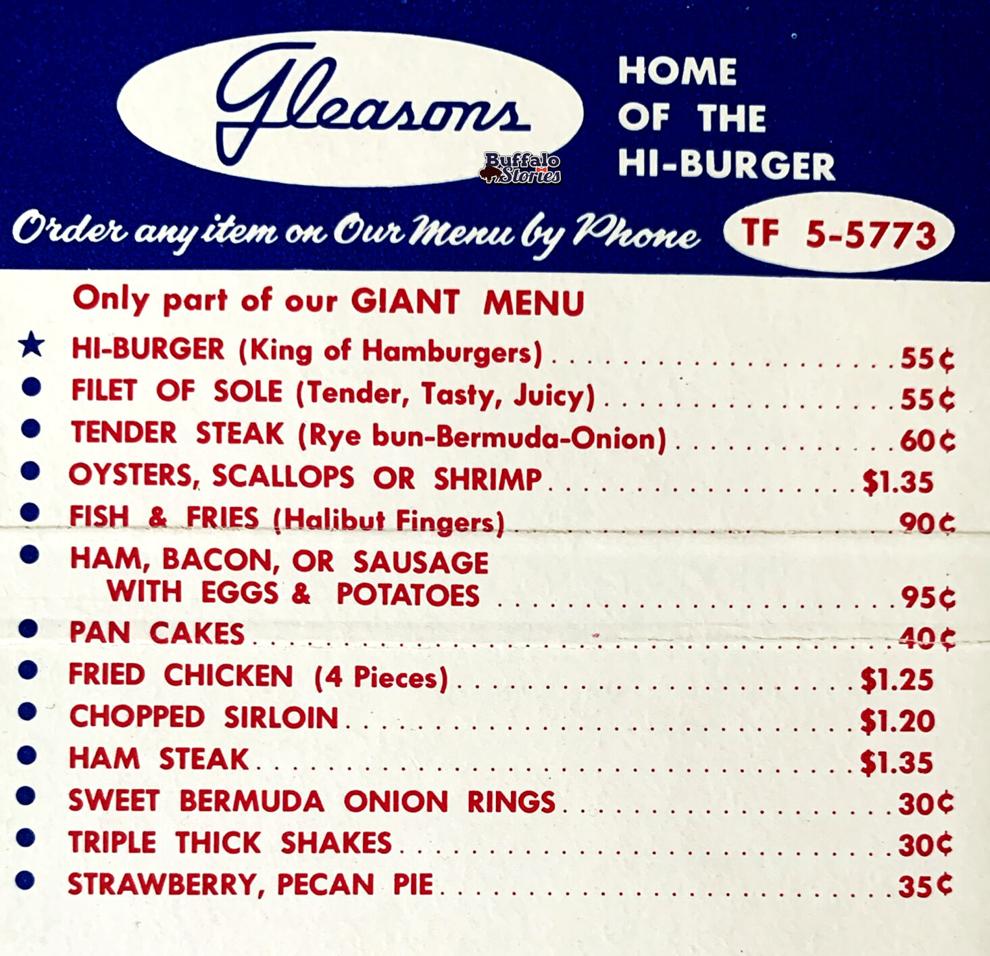 Gleasons
Buffalo
Stories
HOME
OF THE
HI-BURGER
Order any item on Our Menu by Phone
TF 5-5773
Only part of our GIANT MENU
HI-BURGER (King of Hamburgers) . . . . . . . . . . 55¢
FILET OF SOLE (Tender, Tasty, Juicy) . . . . . . . . . . 55¢
TENDER STEAK (Rye bun-Bermuda-Onion) . . . . . . . . . . 60¢
OYSTERS, SCALLOPS OR SHRIMP . . . . . . . . . . $1.35
FISH & FRIES (Halibut Fingers) . . . . . . . . . . 90¢
HAM, BACON, OR SAUSAGE
WITH EGGS & POTATOES . . . . . . . . . . 95¢
PAN CAKES . . . . . . . . . . 40¢
FRIED CHICKEN (4 Pieces) . . . . . . . . . . $1.25
CHOPPED SIRLOIN . . . . . . . . . . $1.20
HAM STEAK . . . . . . . . . . $1.35
SWEET BERMUDA ONION RINGS . . . . . . . . . . 30¢
TRIPLE THICK SHAKES . . . . . . . . . . 30¢
STRAWBERRY, PECAN PIE . . . . . . . . . . 35¢